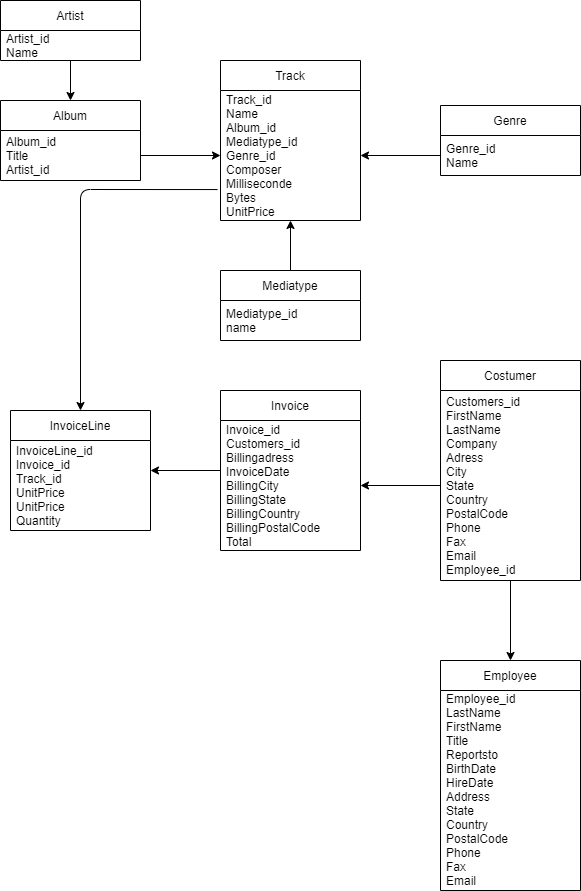 Artist
Artist_id
Name
Album
Album_id
Title
Artist_id
Track
Track_id
Name
Album_id
Mediatype_id
Genre_id
Composer
Milliseconde
Bytes
UnitPrice
Genre
Genre_id
Name
Mediatype
Mediatype_id
name
InvoiceLine
InvoiceLine_id
Invoice_id
Track_id
UnitPrice
UnitPrice
Quantity
Invoice
Invoice_id
Customers_id
Billingadress
InvoiceDate
BillingCity
BillingState
BillingCountry
BillingPostalCode
Total
Costumer
Customers_id
FirstName
LastName
Company
Adress
City
State
Country
PostalCode
Phone
Fax
Email
Employee_id
Employee
Employee_id
LastName
FirstName
Title
Reportsto
BirthDate
HireDate
Address
State
Country
PostalCode
Phone
Fax
Email